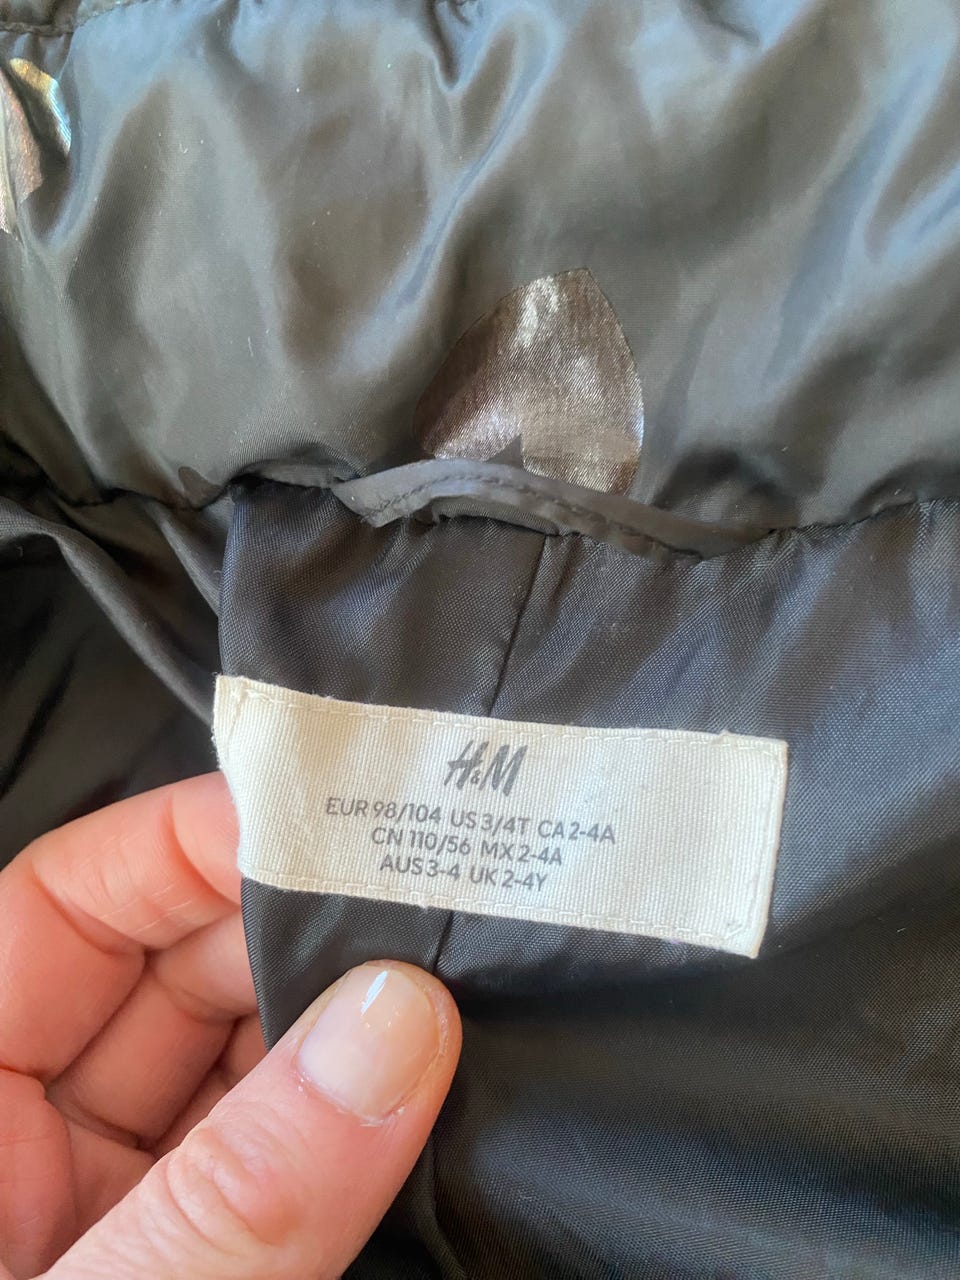 H&M
EUR 98/104 US 3/4T CA 2-4A
CN 110/56 MX 2-4A
AUS 3-4 UK 2-4Y